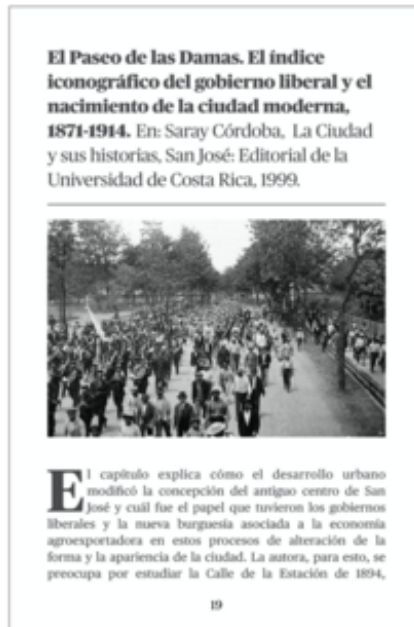 El Paseo de las Damas. El índice
iconográfico del gobierno liberal y el
nacimiento de la ciudad moderna,
1871-1914. En: Saray Córdoba, La Ciudad
y sus historias, San José: Editorial de la
Universidad de Costa Rica, 1999.
El capítulo explica cómo el desarrollo urbano
modificó la concepción del antiguo centro de San
José y cuál fue el papel que tuvieron los gobiernos
liberales y la nueva burguesía asociada a la economía
agroexportadora en estos procesos de alteración de la
forma y la apariencia de la ciudad. La autora, para esto, se
preocupa por estudiar la Calle de la Estación de 1894,
19